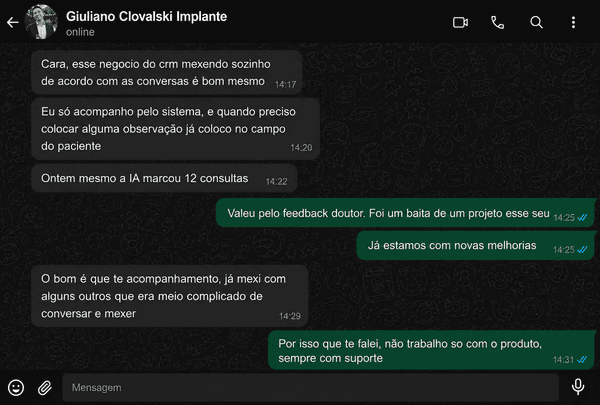 Giuliano Clovalski Implante
online
Cara, esse negocio do crm mexendo sozinho
de acordo com as conversas é bom mesmo
14:17
Eu só acompanho pelo sistema, e quando preciso
colocar alguma observação já coloco no campo
do paciente
14:20
Ontem mesmo a IA marcou 12 consultas
14:22
Valeu pelo feedback doutor. Foi um baita de um projeto esse seu
14:25
Já estamos com novas melhorias
14:25
O bom é que te acompanhamento, já mexi com
alguns outros que era meio complicado de
conversar e mexer
14:29
Por isso que te falei, não trabalho so com o produto,
sempre com suporte
14:31
Mensagem